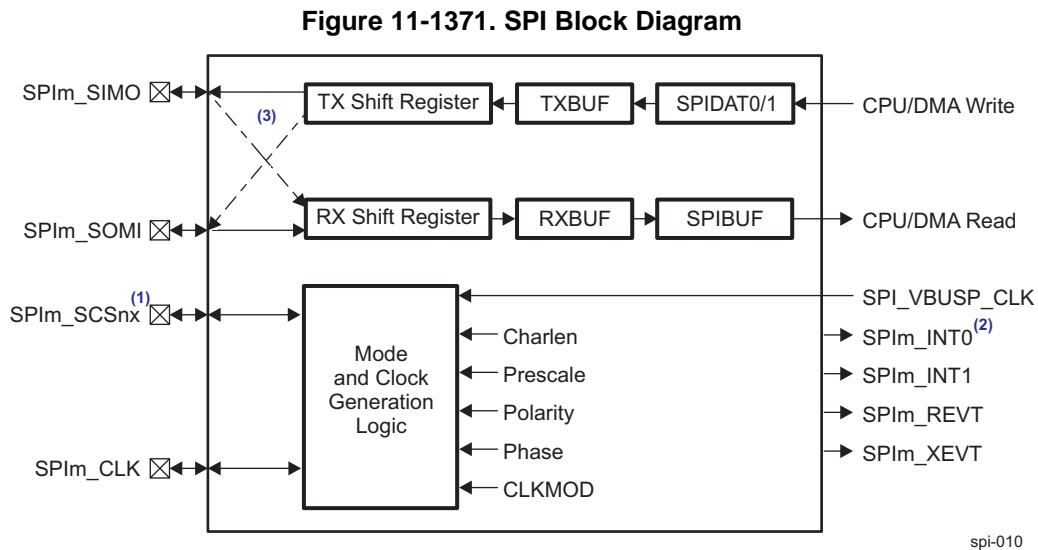 Figure 11-1371. SPI Block Diagram
SPIm_SIMO
TX Shift Register
TXBUF
SPIDAT0/1
CPU/DMA Write
(3)
SPIm_SOMI
RX Shift Register
RXBUF
SPIBUF
CPU/DMA Read
SPIm_SCSnx(1)
Mode
and Clock
Generation
Logic
SPI_VBUSP_CLK
Charlen
SPIm_INT0(2)
Prescale
SPIm_INT1
Polarity
SPIm_REVT
Phase
SPIm_XEVT
SPIm_CLK
CLKMOD
spi-010